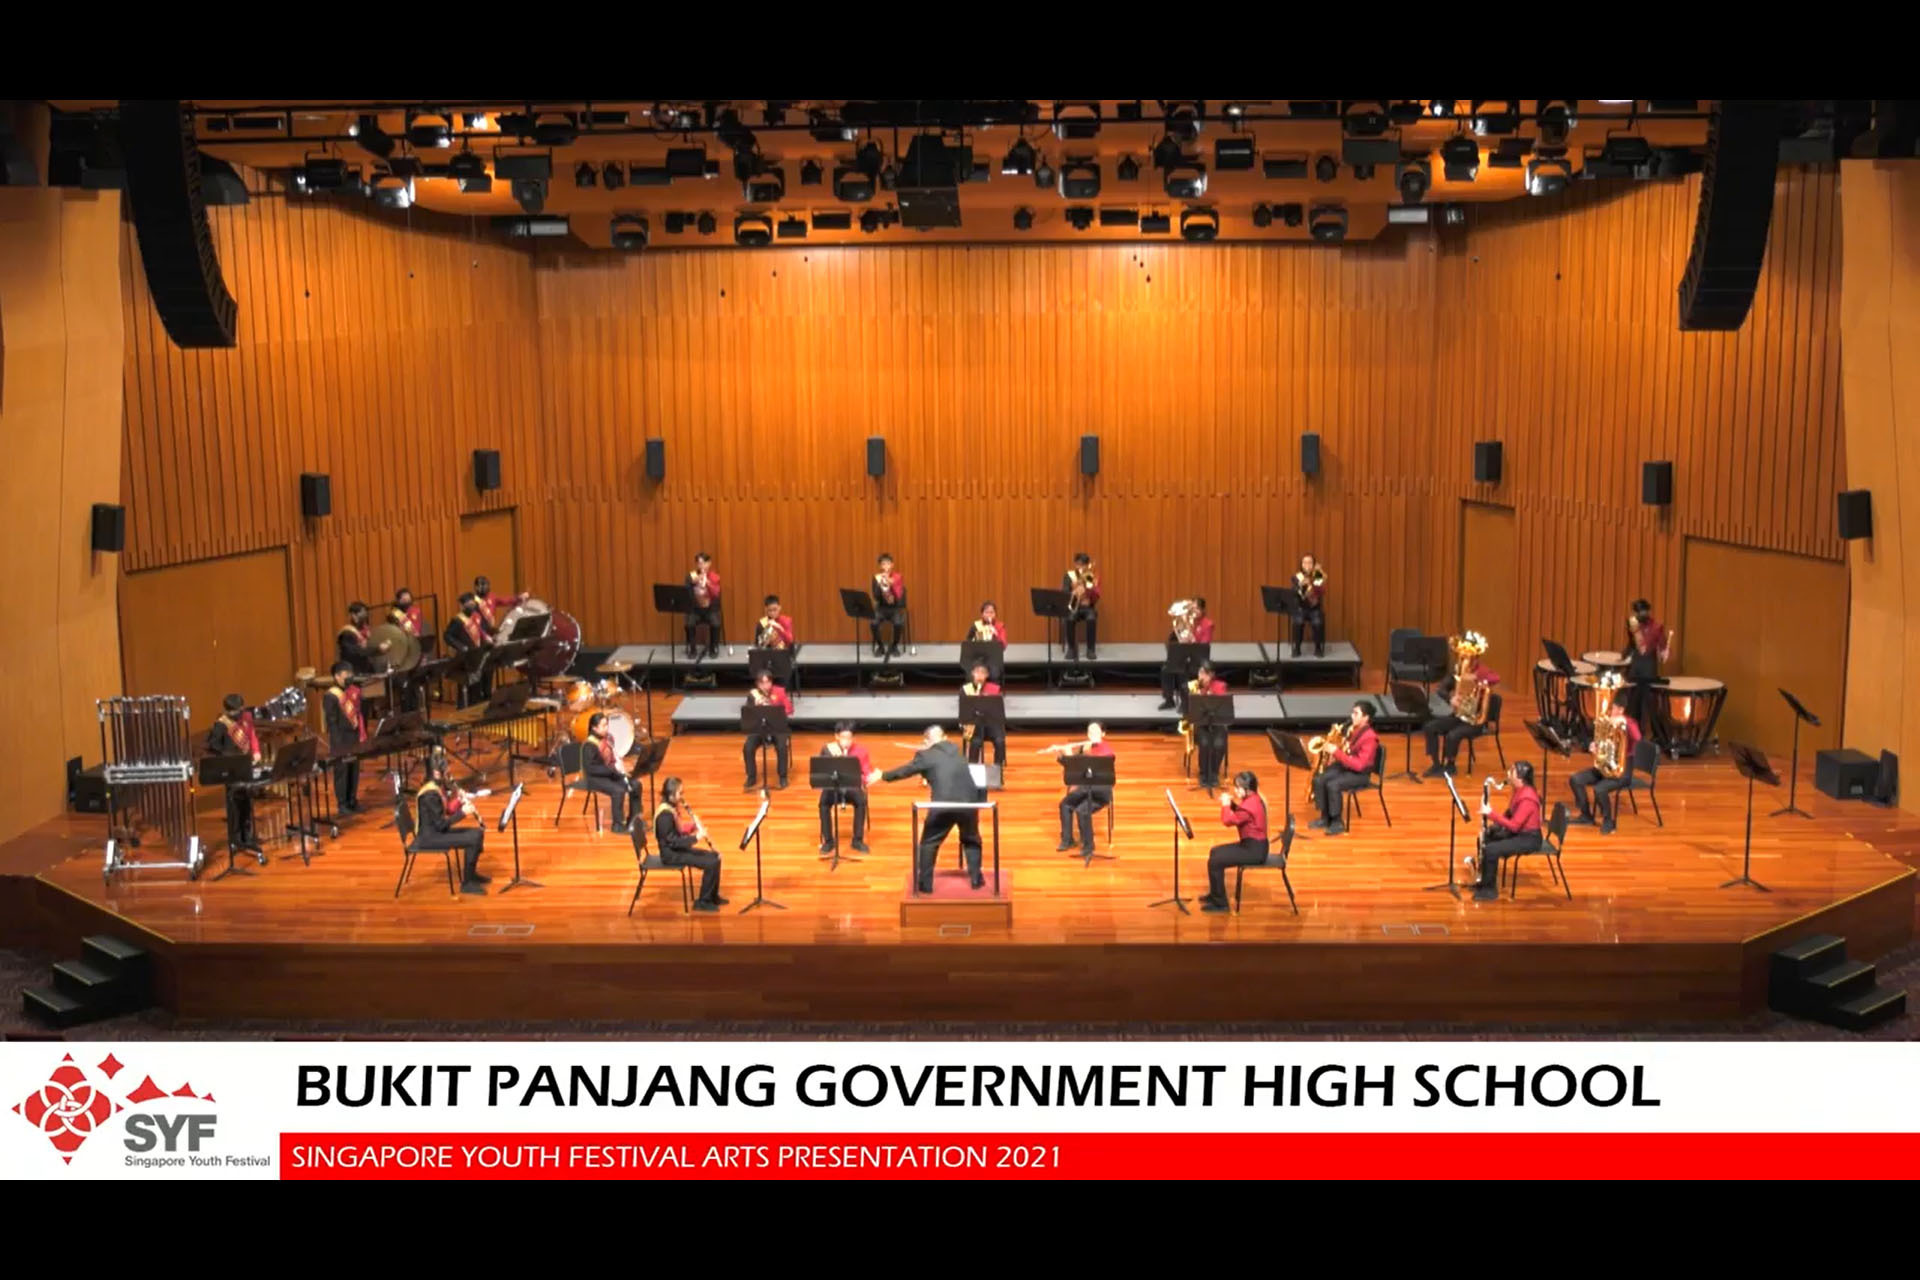 BUKIT PANJANG GOVERNMENT HIGH SCHOOL
SYF
Singapore Youth Festival
SINGAPORE YOUTH FESTIVAL ARTS PRESENTATION 2021